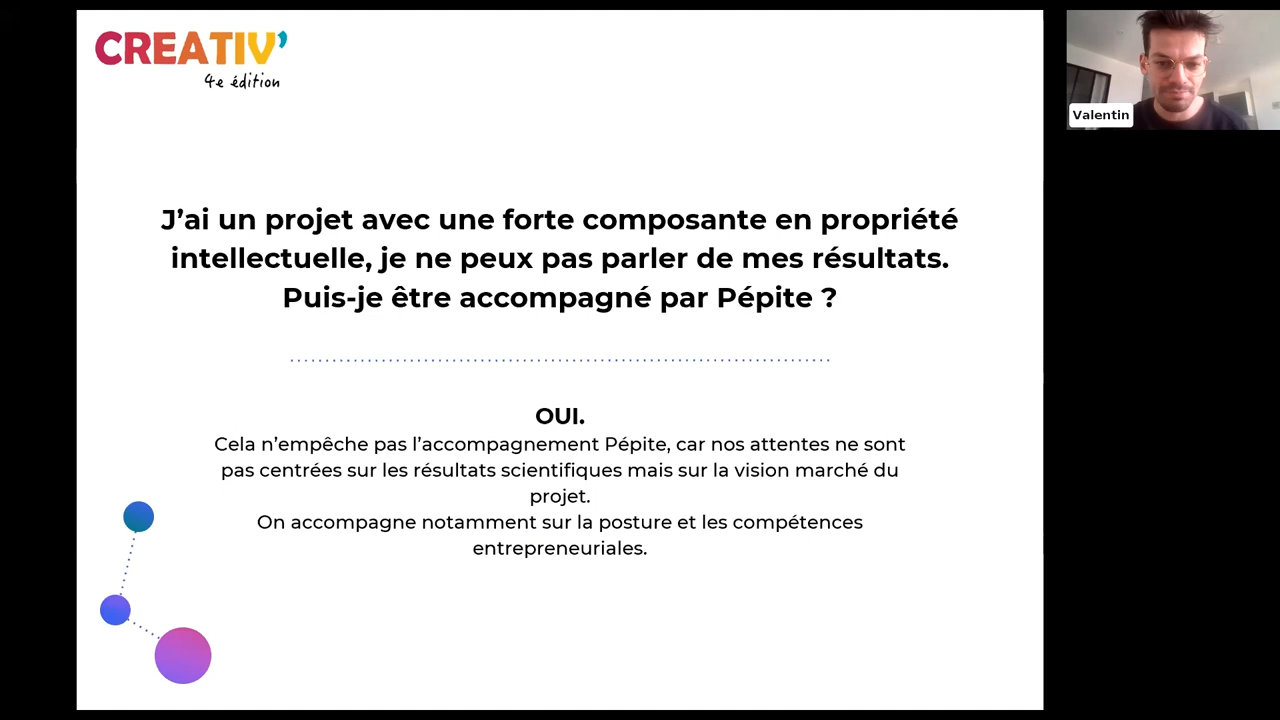 CREATIV'
4e édition
Valentin
J’ai un projet avec une forte composante en propriété
intellectuelle, je ne peux pas parler de mes résultats.
Puis-je être accompagné par Pépite ?
OUI.
Cela n’empêche pas l’accompagnement Pépite, car nos attentes ne sont
pas centrées sur les résultats scientifiques mais sur la vision marché du
projet.
On accompagne notamment sur la posture et les compétences
entrepreneuriales.